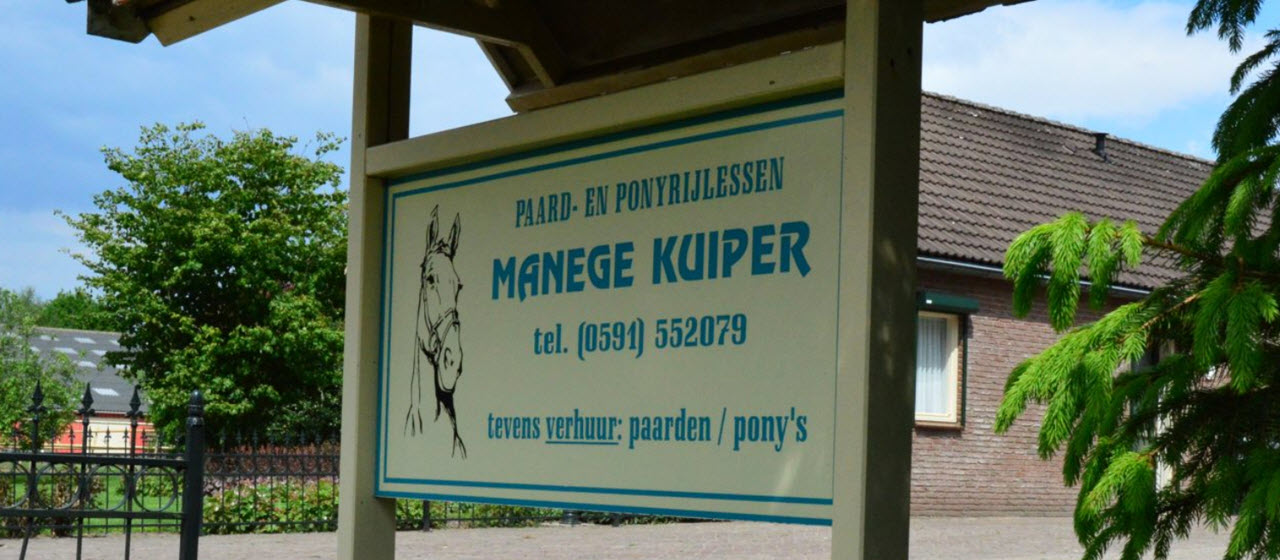 PAARD- EN PONYRIJLESSEN
MANEGE KUIPER
tel. (0591) 552079
tevens verhuur: paarden / pony's